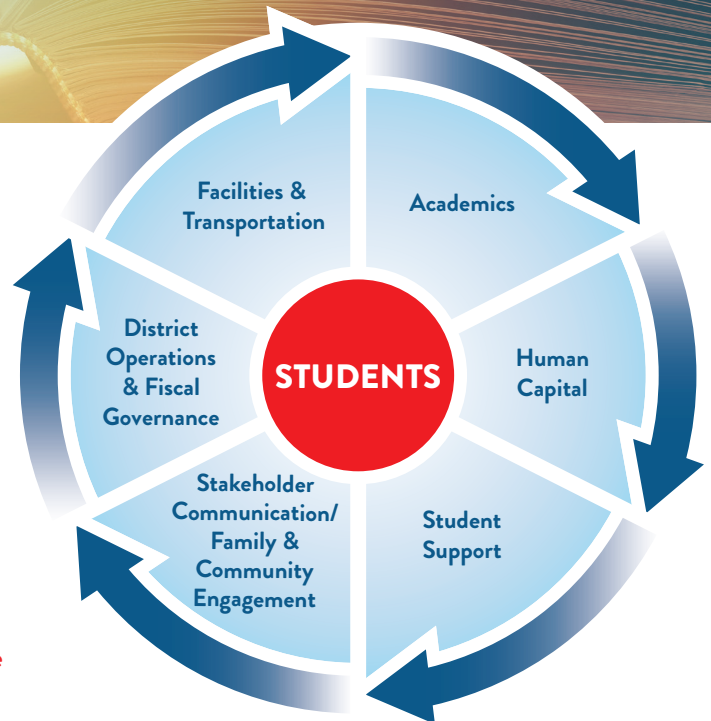 Facilities &
Transportation
Academics
District
Operations
& Fiscal
Governance
STUDENTS
Human
Capital
Stakeholder
Communication/
Family &
Community
Engagement
Student
Support